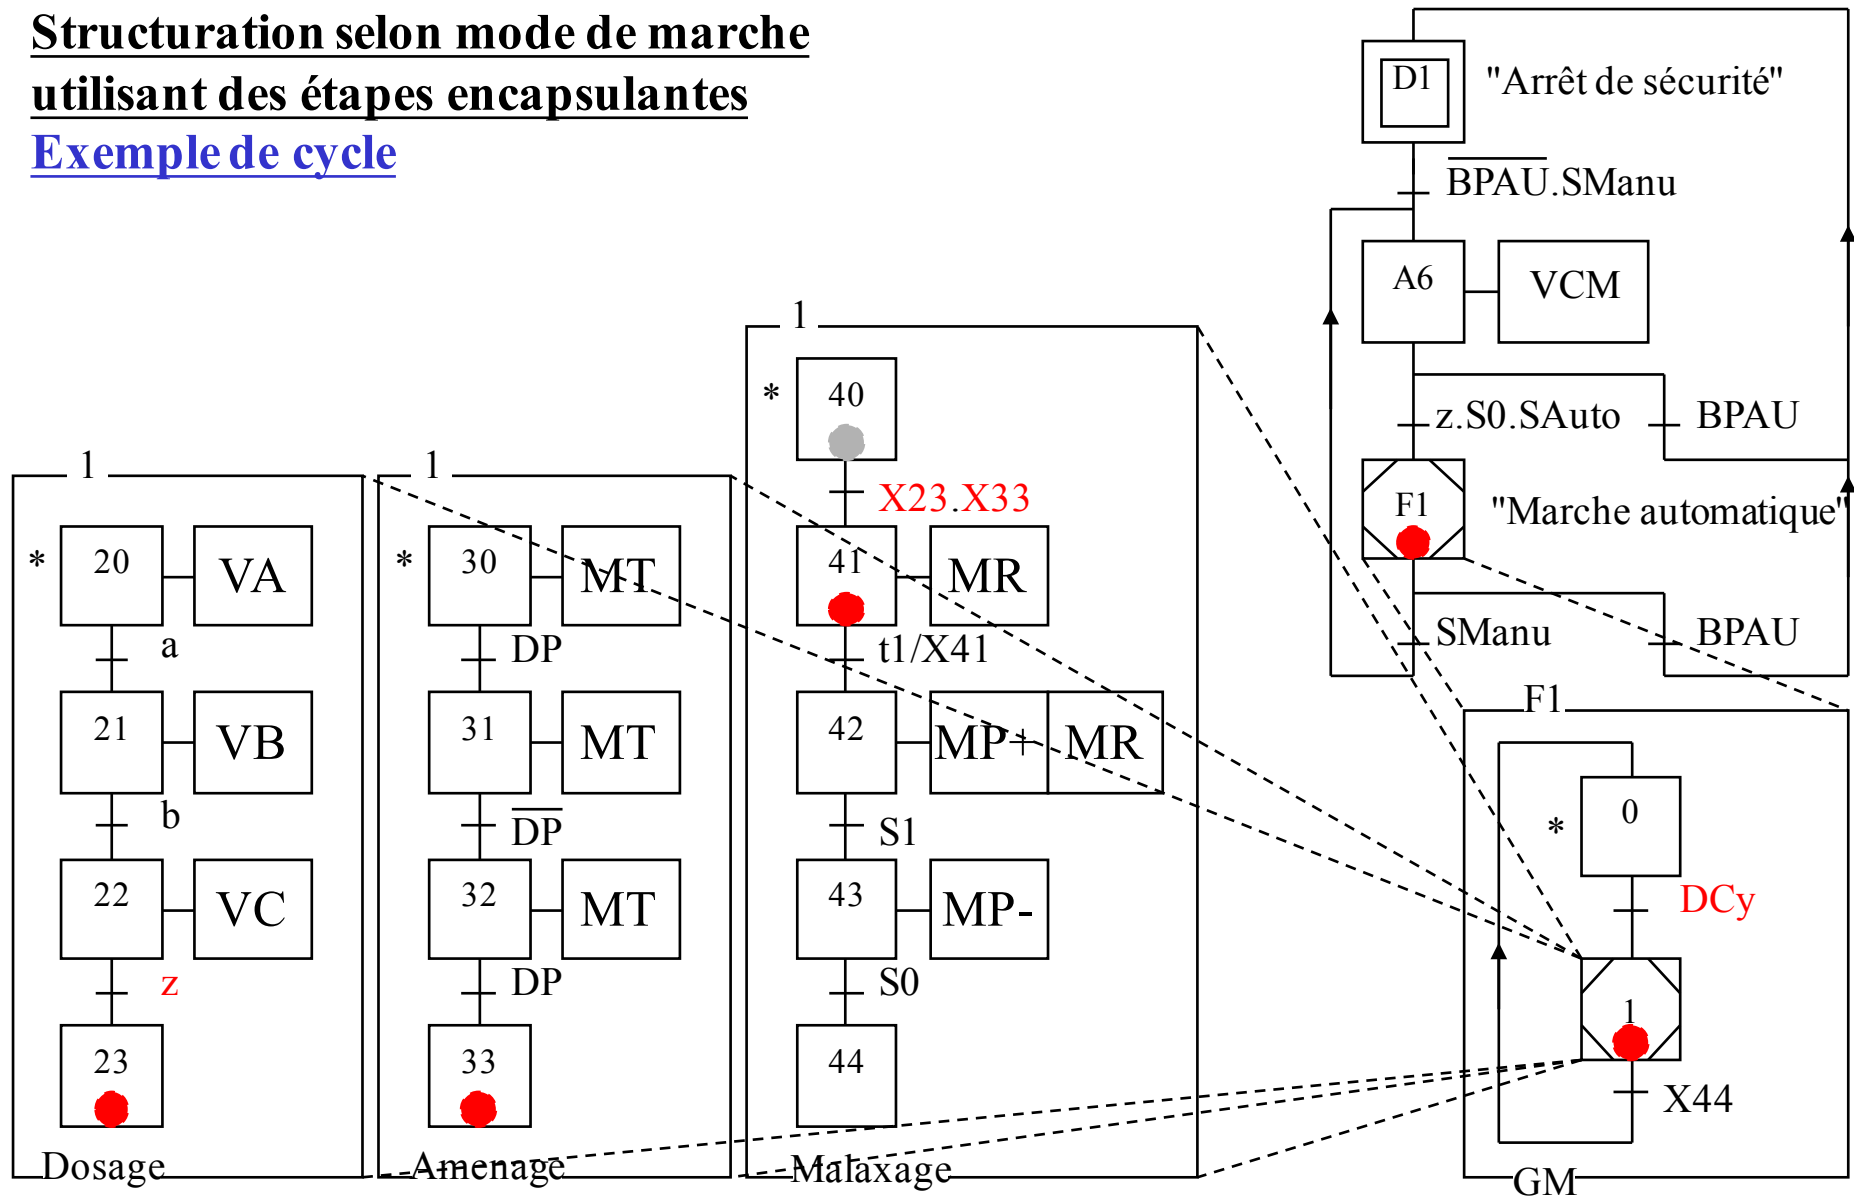 Structuration selon mode de marche
utilisant des étapes encapsulantes
Exemple de cycle
D1
"Arrêt de sécurité"
B̅P̅A̅U̅.SManu
A6
VCM
z.S0.SAuto
BPAU
F1
"Marche automatique"
SManu
BPAU
1
* 20
VA
a
21
VB
b
22
VC
z
23
Dosage
1
* 30
MT
DP
31
MT
D̅P̅
32
MT
DP
33
Amenage
1
* 40
X23.X33
41
MR
t1/X41
42
MP+
MR
S1
43
MP-
S0
44
Malaxage
F1
* 0
DCy
1
X44
GM